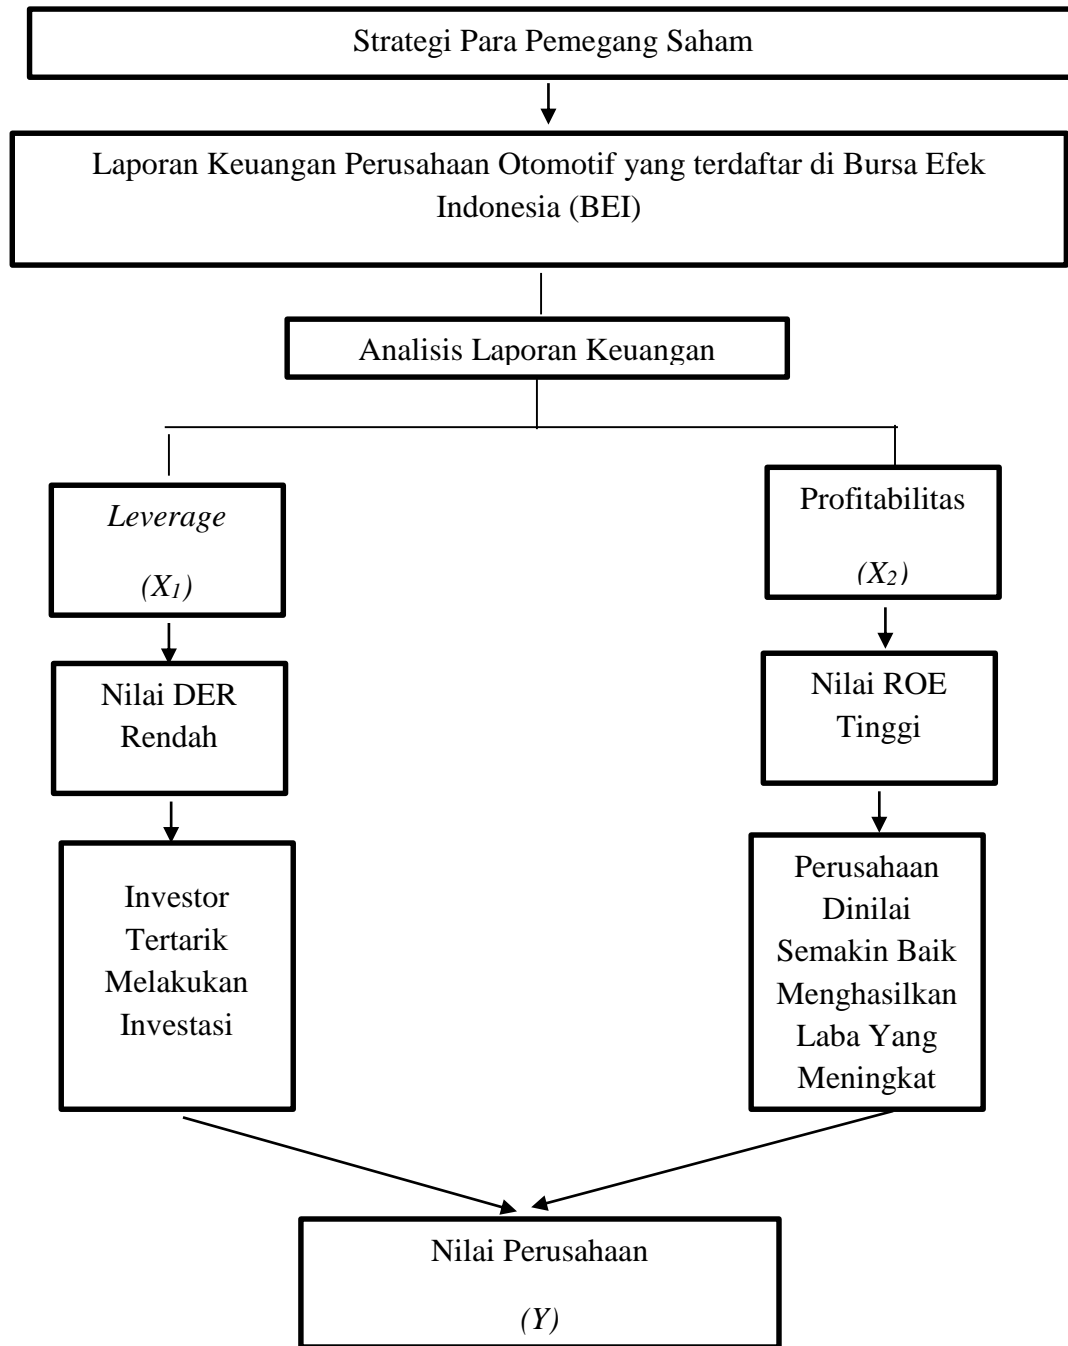 Strategi Para Pemegang Saham
Laporan Keuangan Perusahaan Otomotif yang terdaftar di Bursa Efek
Indonesia (BEI)
Analisis Laporan Keuangan
Leverage
(X1)
Profitabilitas
(X2)
Nilai DER
Rendah
Nilai ROE
Tinggi
Investor
Tertarik
Melakukan
Investasi
Perusahaan
Dinilai
Semakin Baik
Menghasilkan
Laba Yang
Meningkat
Nilai Perusahaan
(Y)